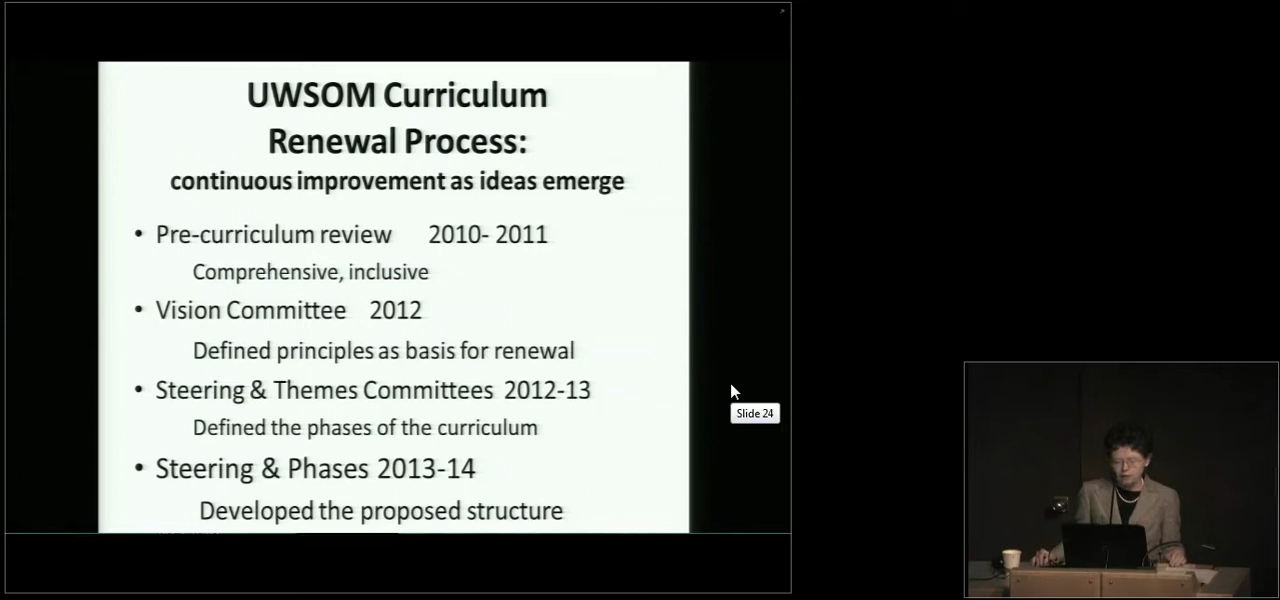 UWSOM Curriculum
Renewal Process:
continuous improvement as ideas emerge
• Pre-curriculum review 2010- 2011
Comprehensive, inclusive
• Vision Committee 2012
Defined principles as basis for renewal
• Steering & Themes Committees 2012-13
Defined the phases of the curriculum
• Steering & Phases 2013-14
Developed the proposed structure
Slide 24